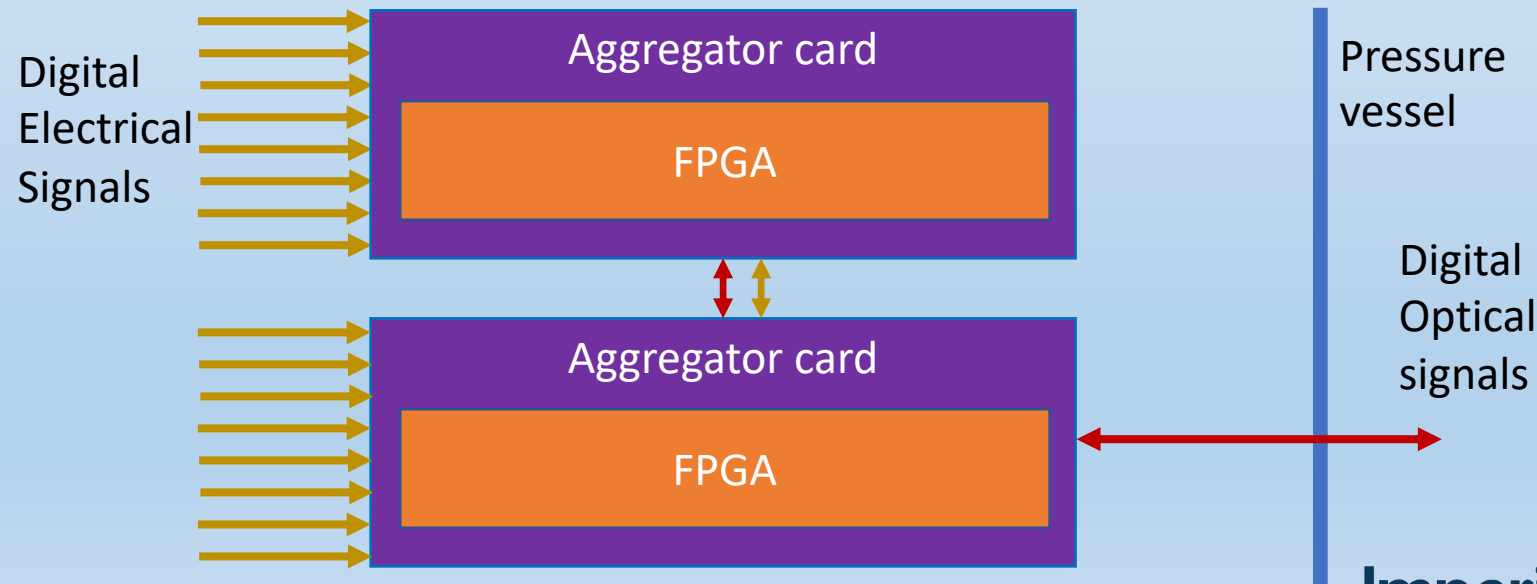 Digital
Electrical
Signals
Aggregator card
FPGA
Aggregator card
FPGA
Pressure
vessel
Digital
Optical
signals